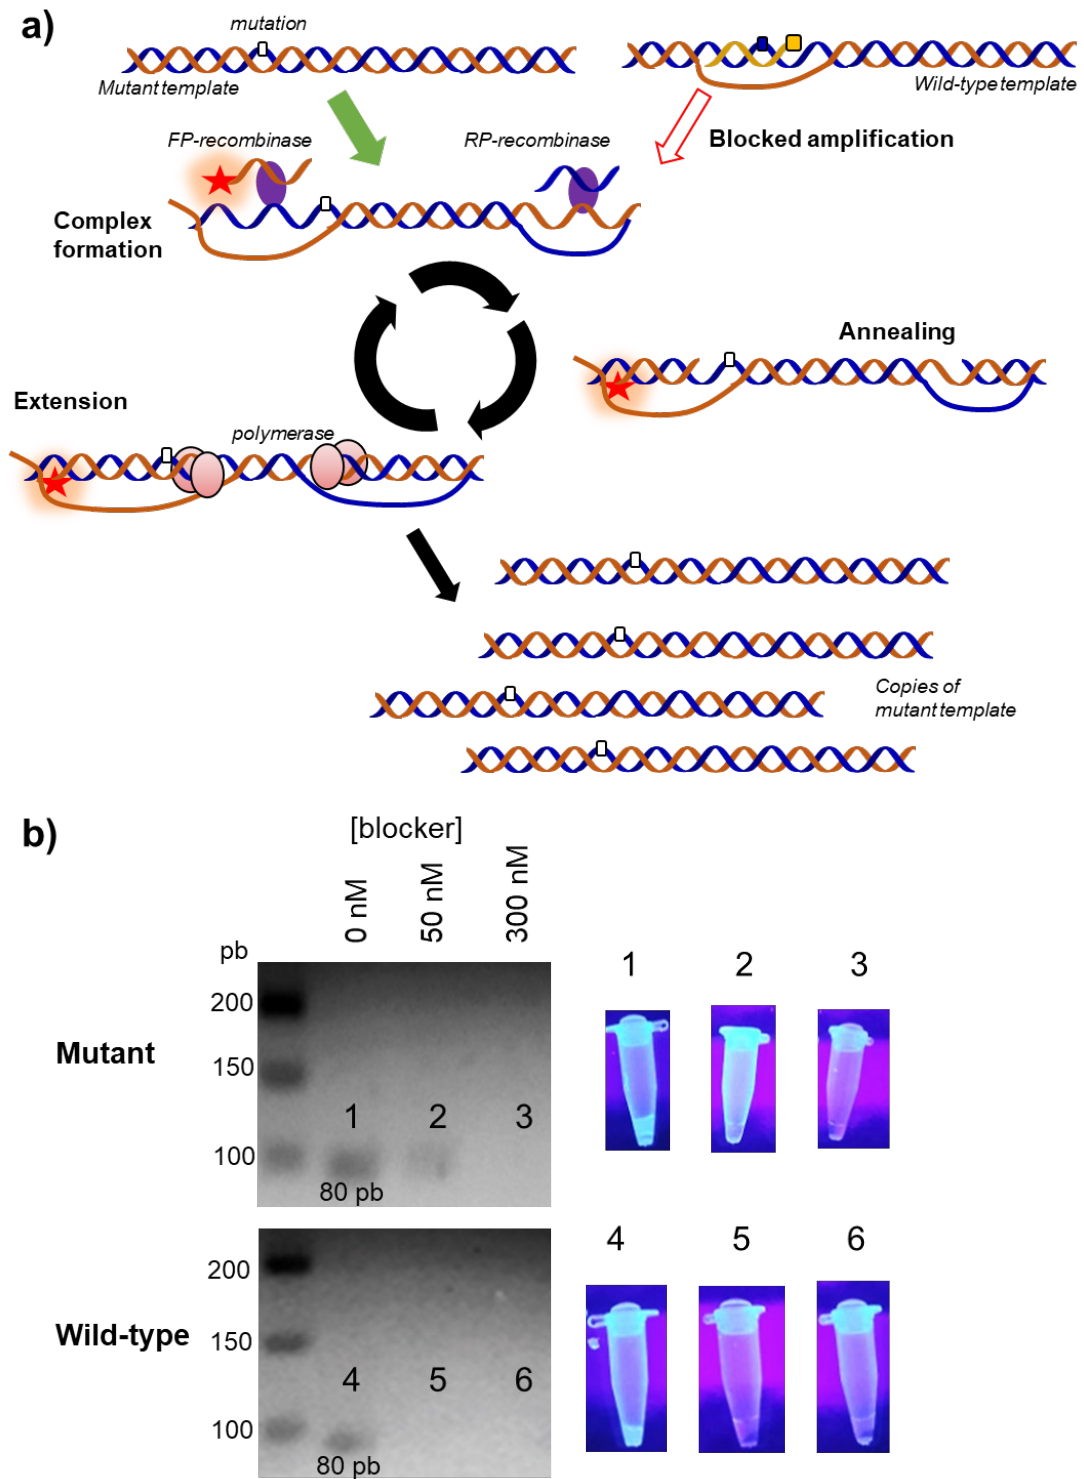 a)
mutation
Mutant template
Wild-type template
FP-recombinase
RP-recombinase
Blocked amplification
Complex
formation
Annealing
Extension
polymerase
Copies of
mutant template
b)
[blocker]
0 nM
50 nM
300 nM
pb
200
150
100
Mutant
1
2
3
80 pb
1
2
3
200
150
100
Wild-type
4
5
6
80 pb
4
5
6